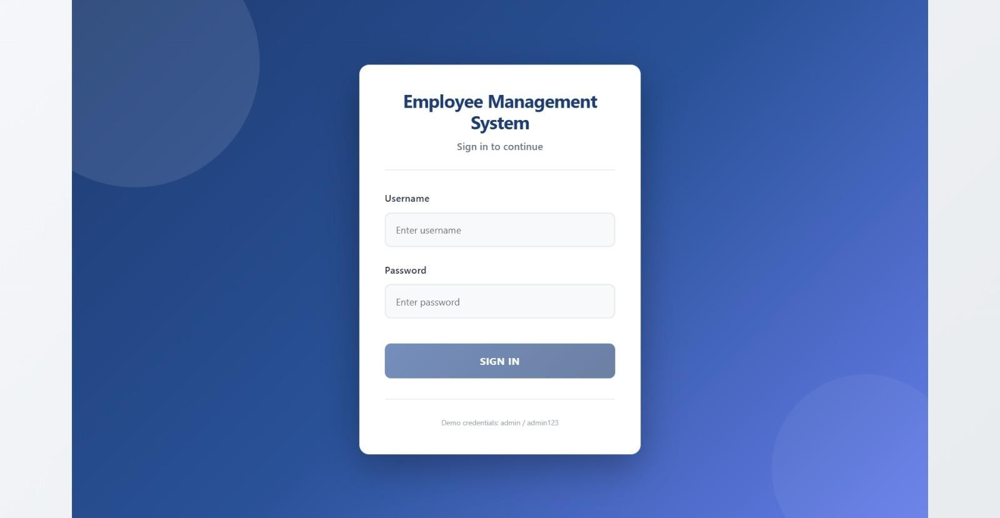 Employee Management
System
Sign in to continue
Username
Enter username
Password
Enter password
SIGN IN
Demo credentials: admin / admin123